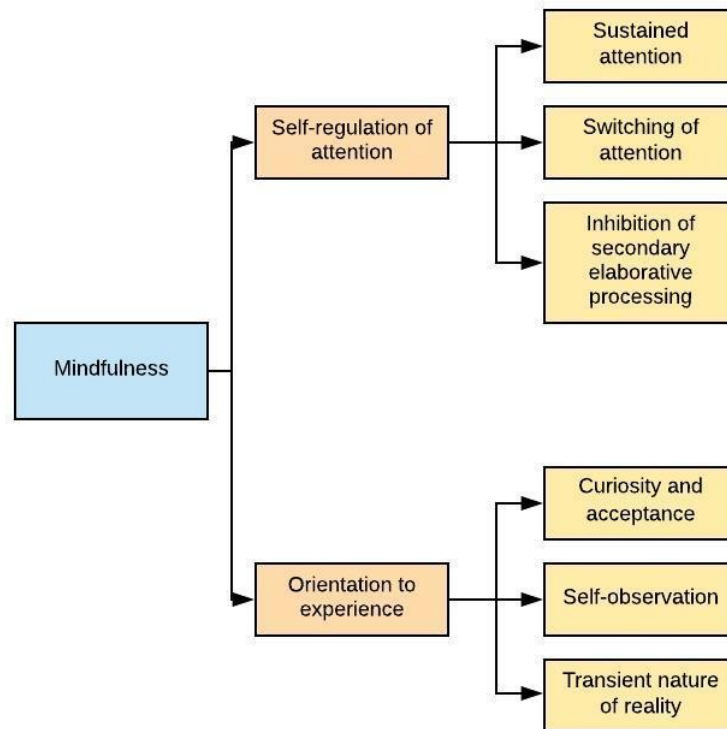 Sustained
attention
Self-regulation of
attention
Switching of
attention
Inhibition of
secondary
elaborative
processing
Mindfulness
Curiosity and
acceptance
Orientation to
experience
Self-observation
Transient nature
of reality